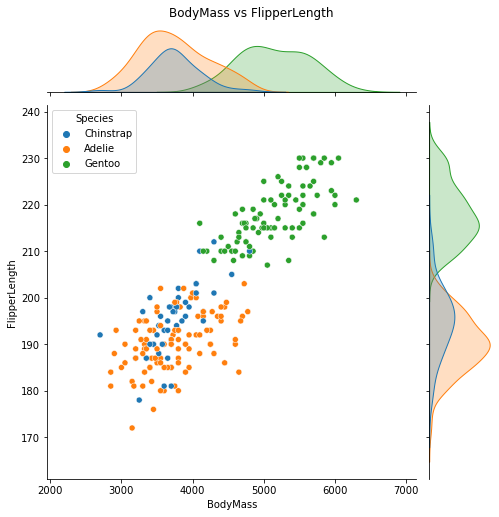 BodyMass vs FlipperLength
Species
Chinstrap
Adelie
Gentoo
FlipperLength
240
230
220
210
200
190
180
170
2000 3000 4000 5000 6000 7000
BodyMass